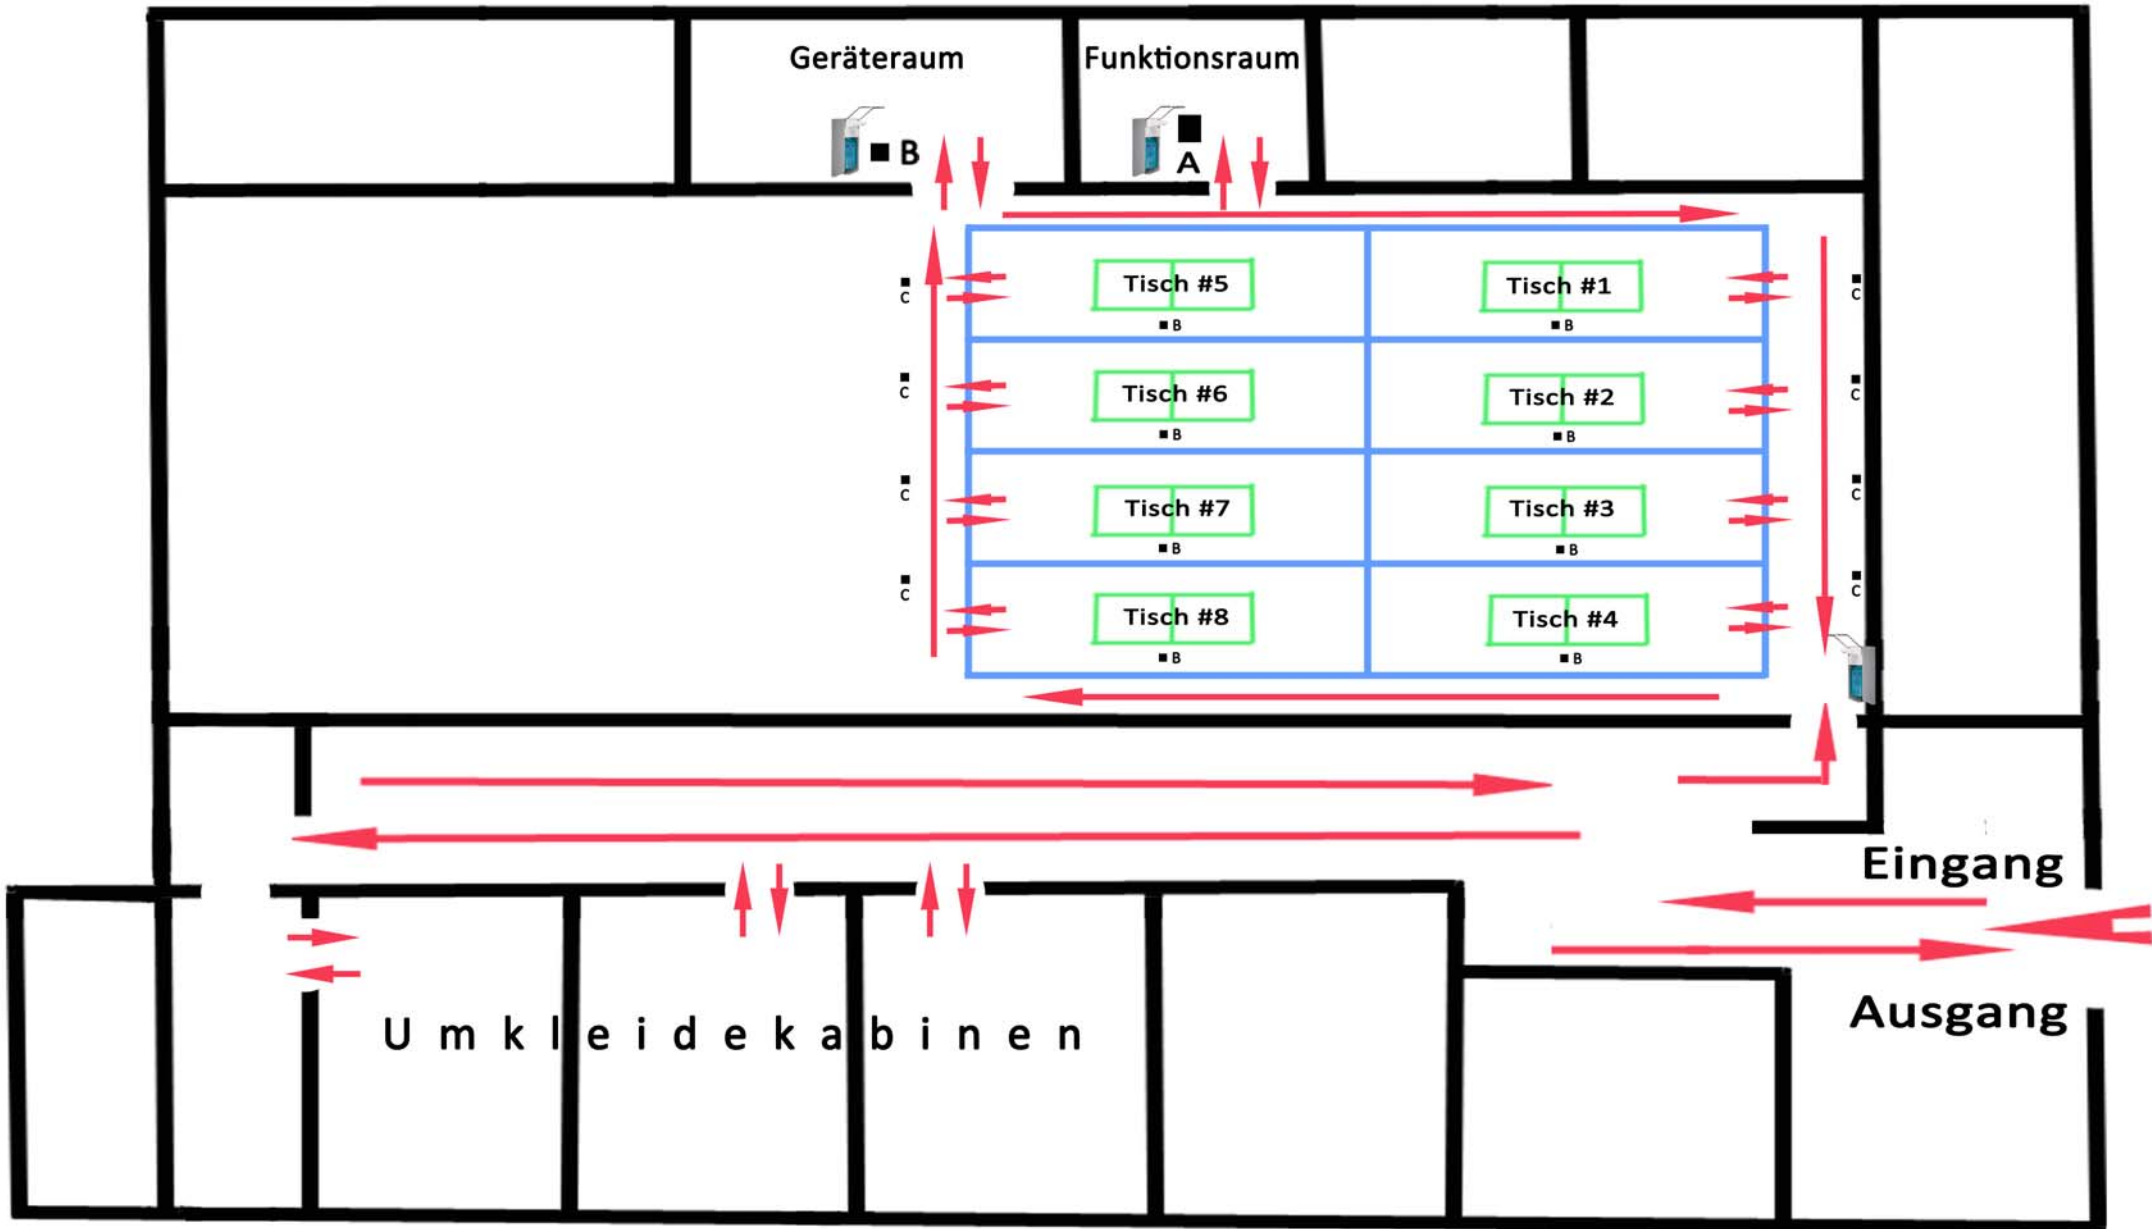 Geräteraum
Funktionsraum
B
A
Tisch #5
Tisch #1
C
C
B
B
Tisch #6
Tisch #2
C
C
B
B
Tisch #7
Tisch #3
C
C
B
B
Tisch #8
Tisch #4
C
C
B
B
Eingang
Ausgang
Umkleidekabinen